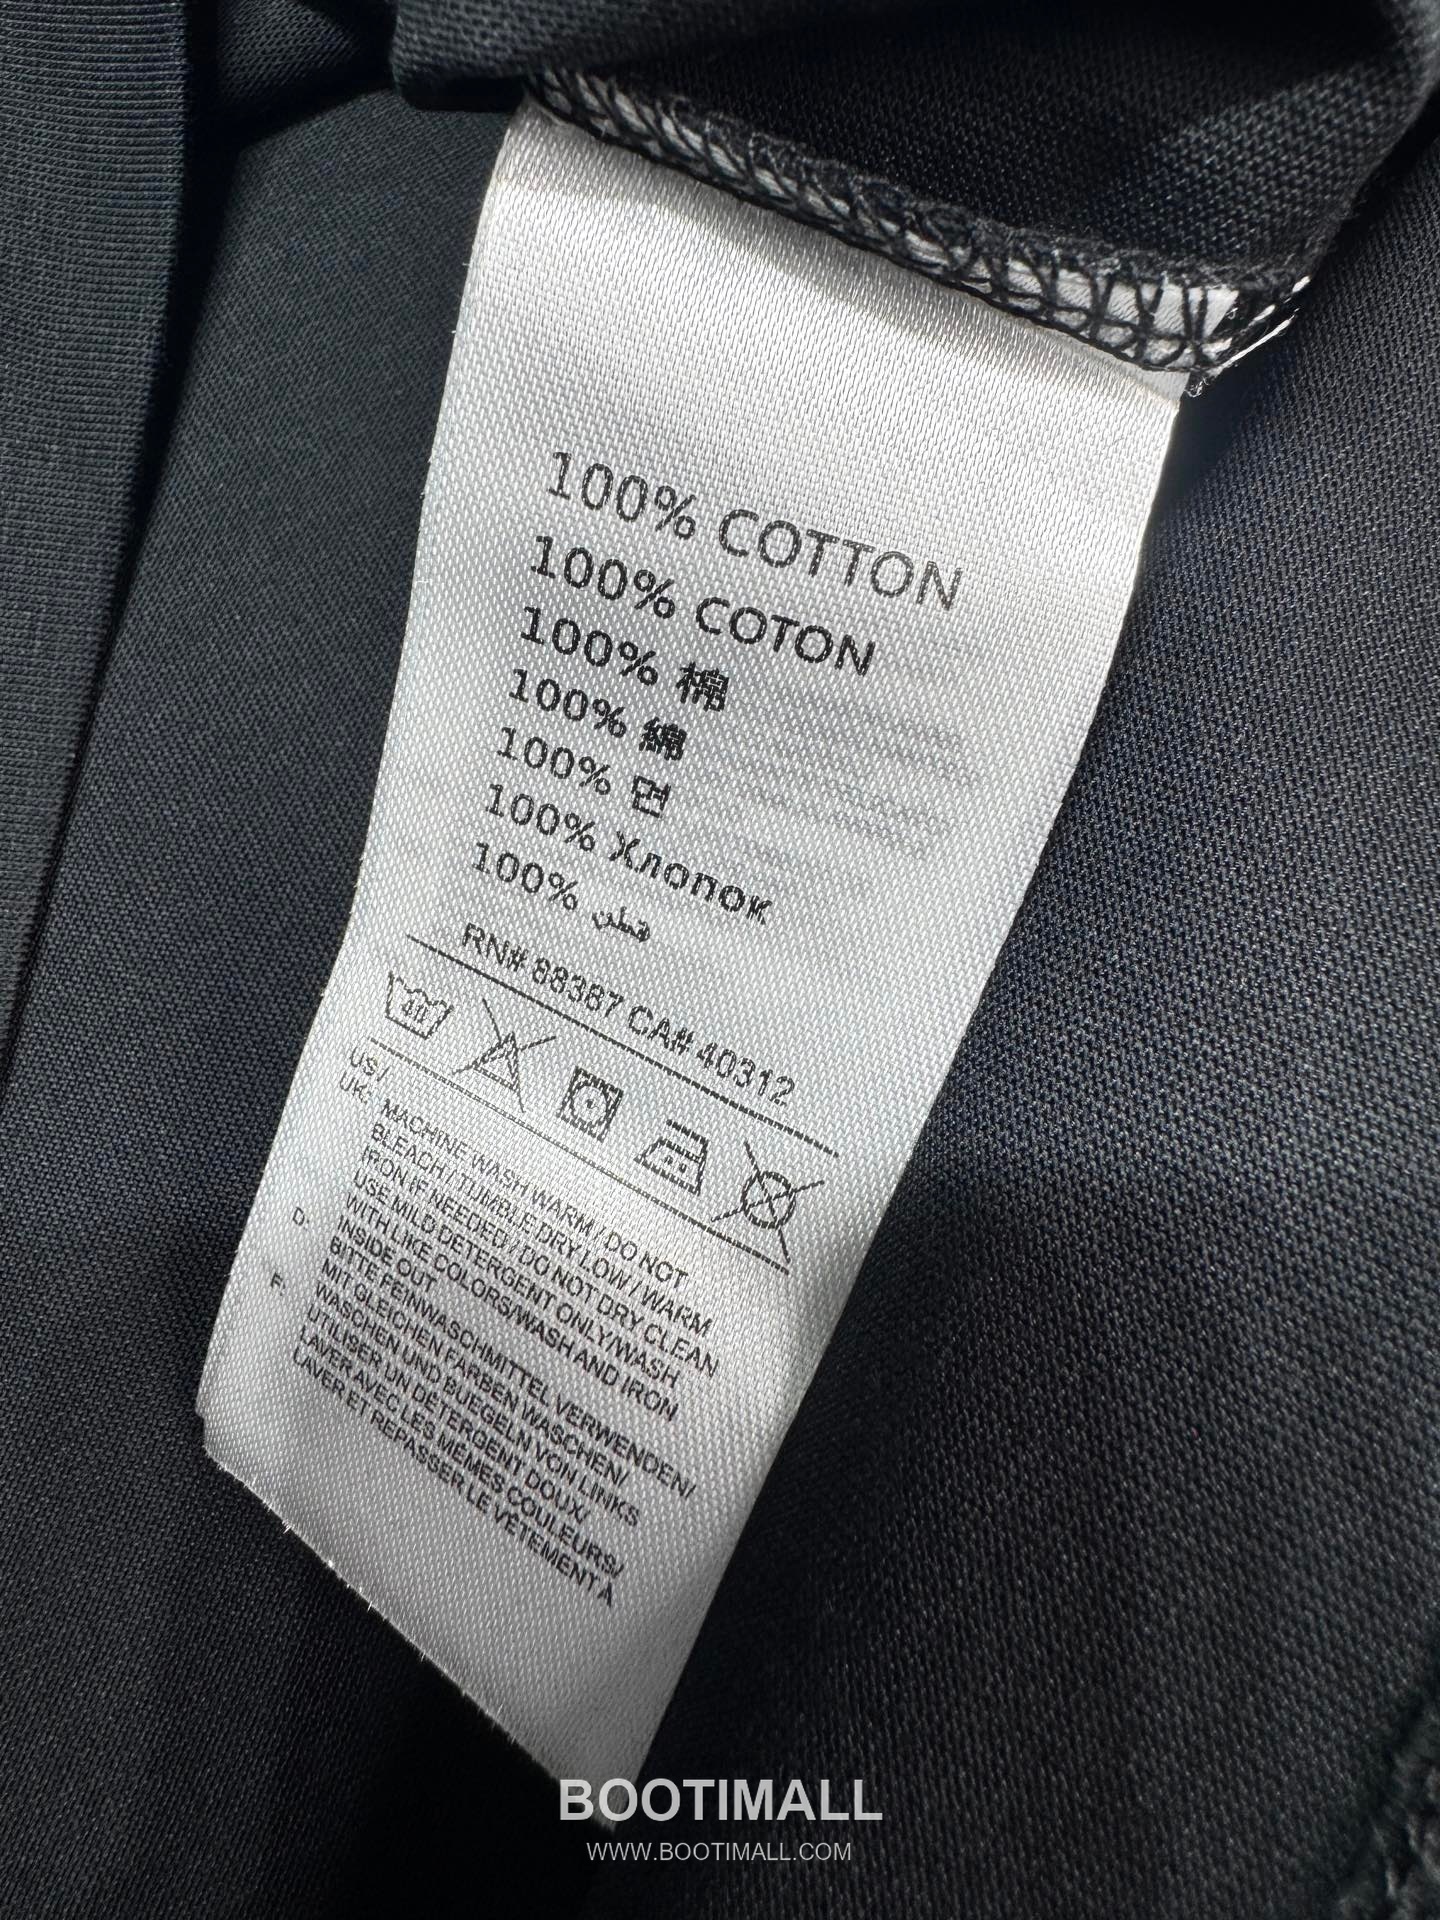 100% COTTON
100% COTON
100% 棉
100% 綿
100% 면
100% Хлопок
100% قطن
RN# 88387 CA# 40312
40
US/
UK: MACHINE WASH WARM / DO NOT
BLEACH / TUMBLE DRY LOW / WARM
IRON IF NEEDED / DO NOT DRY CLEAN
USE MILD DETERGENT ONLY/WASH
WITH LIKE COLORS/WASH AND IRON
INSIDE OUT
D: BITTE FEINWASCHMITTEL VERWENDEN/
MIT GLEICHEN FARBEN WASCHEN/
WASCHEN UND BUEGELN VON LINKS
F: UTILISER UN DÉTERGENT DOUX/
LAVER AVEC LES MÊMES COULEURS/
LAVER ET REPASSER LE VÊTEMENT À
BOOTIMALL
WWW.BOOTIMALL.COM